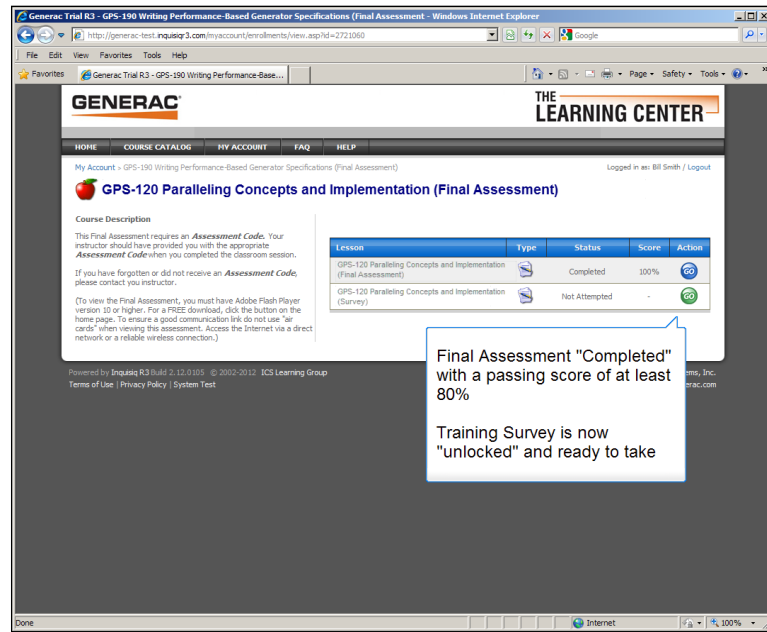 Generac Trial R3 - GPS-190 Writing Performance-Based Generator Specifications (Final Assessment - Windows Internet Explorer
http://generac-test.inquisiqr3.com/myaccount/enrollments/view.asp?id=2721060
Google
File Edit View Favorites Tools Help
Favorites
Generac Trial R3 - GPS-190 Writing Performance-Base...
Page Safety Tools
GENERAC
THE
LEARNING CENTER
HOME COURSE CATALOG MY ACCOUNT FAQ HELP
My Account > GPS-190 Writing Performance-Based Generator Specifications (Final Assessment)
Logged in as: Bill Smith / Logout
GPS-120 Paralleling Concepts and Implementation (Final Assessment)
Course Description
This Final Assessment requires an Assessment Code. Your
instructor should have provided you with the appropriate
Assessment Code when you completed the classroom session.
If you have forgotten or did not receive an Assessment Code,
please contact you instructor.
(To view the Final Assessment, you must have Adobe Flash Player
version 10 or higher. For a FREE download, click the button on the
home page. To ensure a good communication link do not use "air
cards" when viewing this assessment. Access the Internet via a direct
network or a reliable wireless connection.)
Lesson Type Status Score Action
GPS-120 Paralleling Concepts and Implementation
(Final Assessment)
Completed 100% GO
GPS-120 Paralleling Concepts and Implementation
(Survey)
Not Attempted - GO
Final Assessment "Completed"
with a passing score of at least
80%
Training Survey is now
"unlocked" and ready to take
Powered by Inquisiq R3 Build 2.12.0105 © 2002-2012 ICS Learning Group
ems, Inc.
Terms of Use | Privacy Policy | System Test
erac.com
Done
Internet
100%